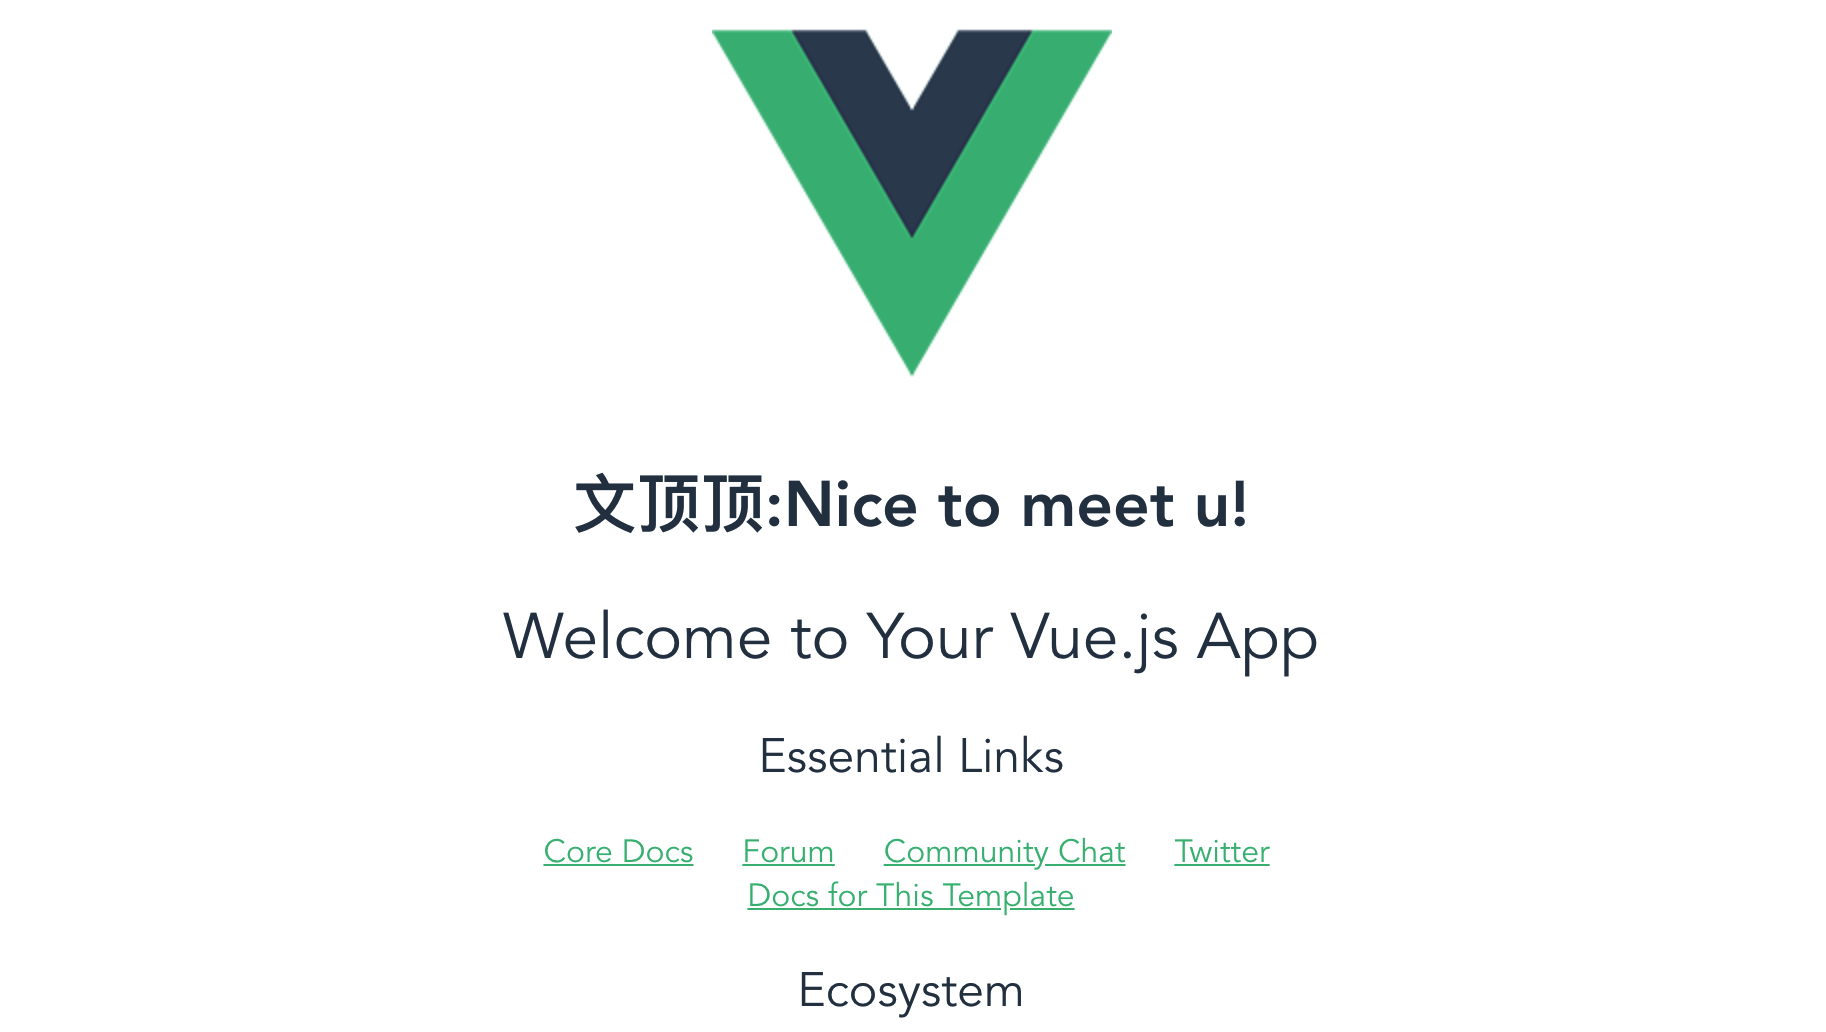 文顶顶:Nice to meet u!
Welcome to Your Vue.js App
Essential Links
Core Docs Forum Community Chat Twitter
Docs for This Template
Ecosystem